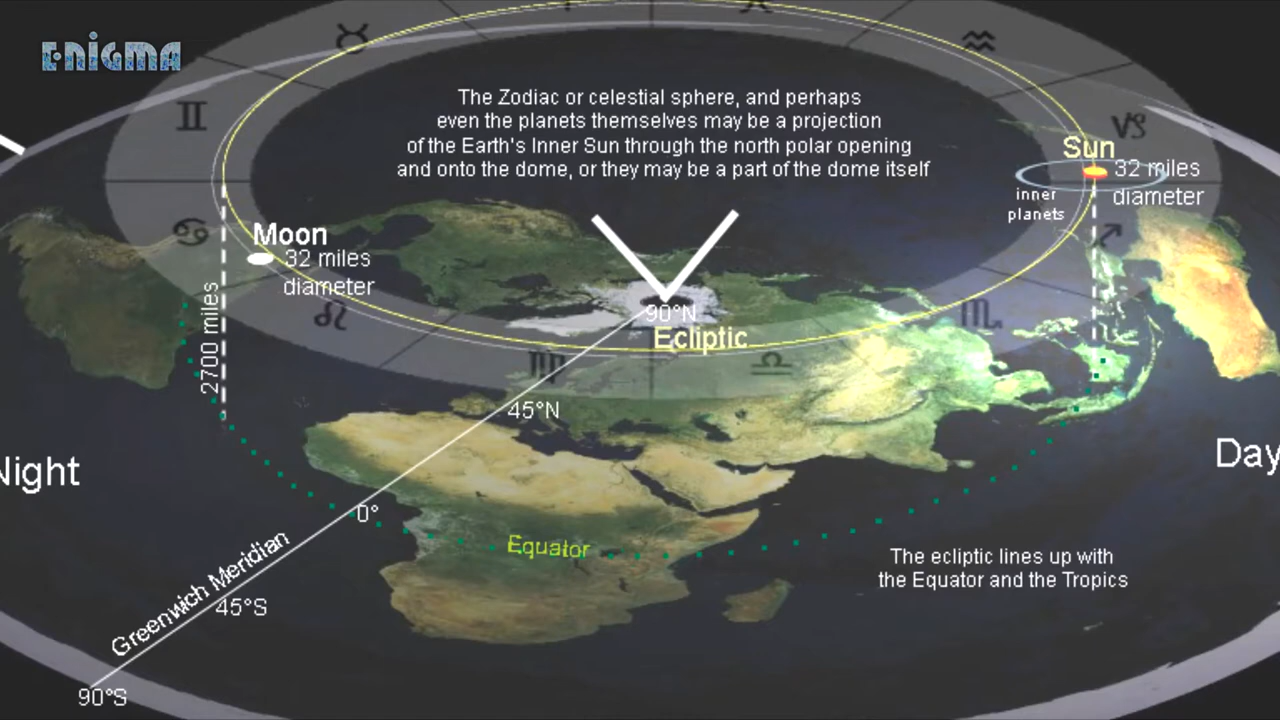 ENiGMA
The Zodiac or celestial sphere, and perhaps
even the planets themselves may be a projection
of the Earth's Inner Sun through the north polar opening
and onto the dome, or they may be a part of the dome itself
Sun
32 miles
diameter
inner
planets
Moon
32 miles
diameter
2700 miles
90°N
Ecliptic
45°N
Night
Day
0°
Equator
Greenwich Meridian
The ecliptic lines up with
the Equator and the Tropics
45°S
90°S